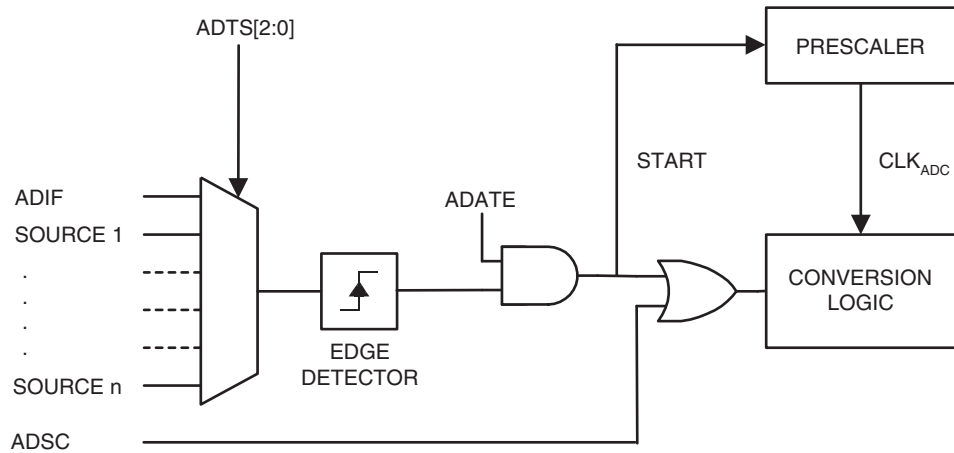 ADTS[2:0]
PRESCALER
START
CLKADC
ADIF
ADATE
SOURCE 1
.
.
.
.
CONVERSION
LOGIC
EDGE
DETECTOR
SOURCE n
ADSC